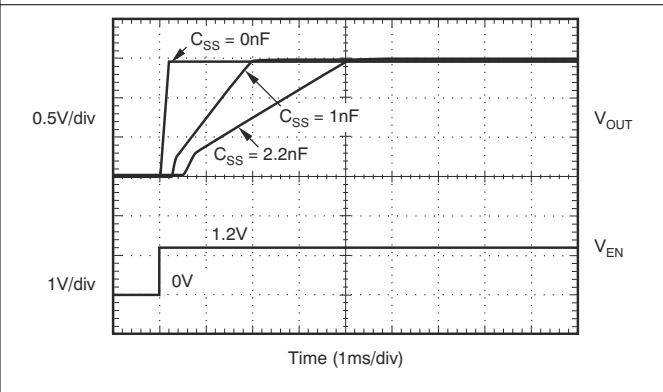 C_SS = 0nF
0.5V/div
C_SS = 1nF
V_OUT
C_SS = 2.2nF
1.2V
V_EN
1V/div
0V
Time (1ms/div)